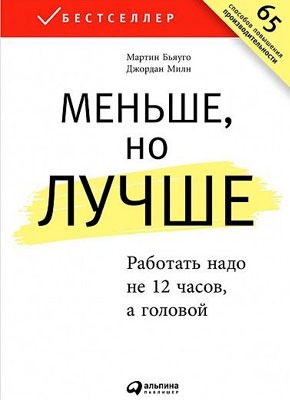 БЕСТСЕЛЛЕР
65
способов повышения
производительности
Мартин Бьяуго
Джордан Милн
МЕНЬШЕ,
НО
ЛУЧШЕ
Работать надо
не 12 часов,
а головой
альпина
ПАБЛИШЕР